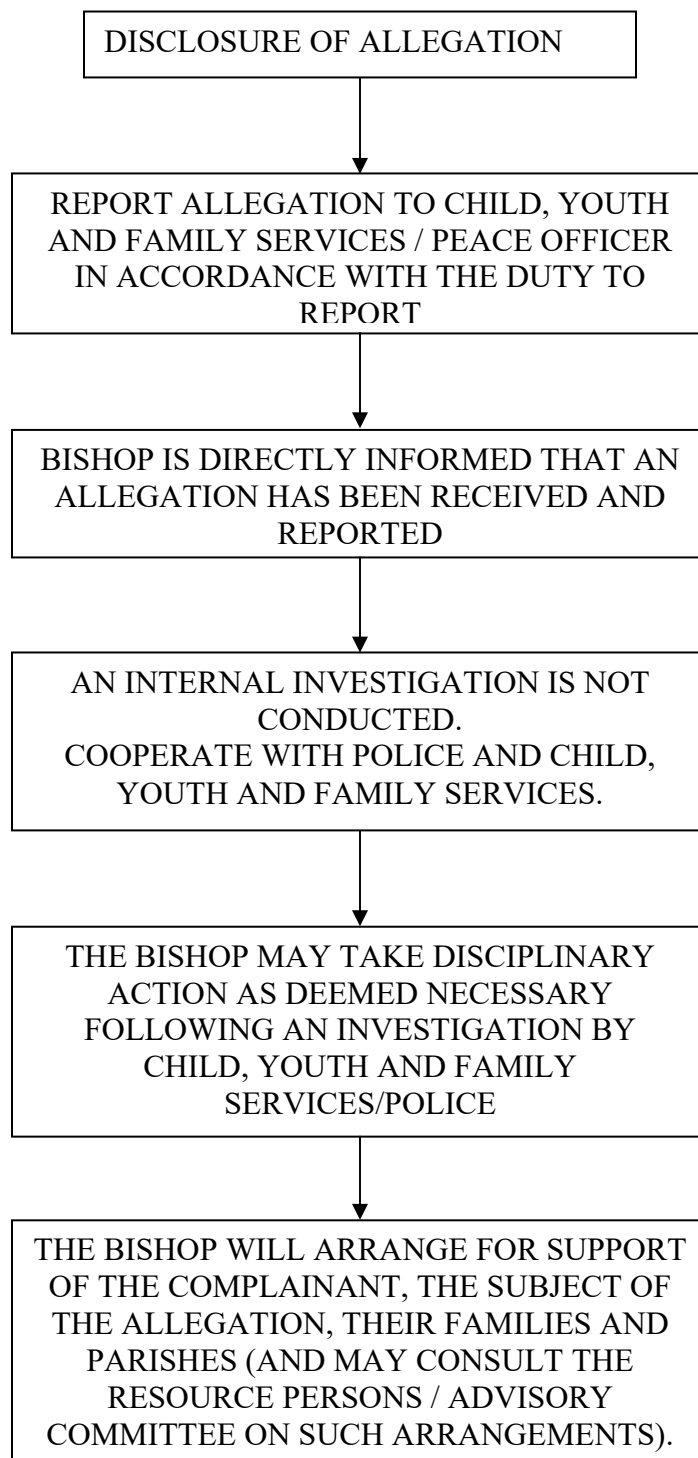 DISCLOSURE OF ALLEGATION
REPORT ALLEGATION TO CHILD, YOUTH
AND FAMILY SERVICES / PEACE OFFICER
IN ACCORDANCE WITH THE DUTY TO
REPORT
BISHOP IS DIRECTLY INFORMED THAT AN
ALLEGATION HAS BEEN RECEIVED AND
REPORTED
AN INTERNAL INVESTIGATION IS NOT
CONDUCTED.
COOPERATE WITH POLICE AND CHILD,
YOUTH AND FAMILY SERVICES.
THE BISHOP MAY TAKE DISCIPLINARY
ACTION AS DEEMED NECESSARY
FOLLOWING AN INVESTIGATION BY
CHILD, YOUTH AND FAMILY
SERVICES/POLICE
THE BISHOP WILL ARRANGE FOR SUPPORT
OF THE COMPLAINANT, THE SUBJECT OF
THE ALLEGATION, THEIR FAMILIES AND
PARISHES (AND MAY CONSULT THE
RESOURCE PERSONS / ADVISORY
COMMITTEE ON SUCH ARRANGEMENTS).